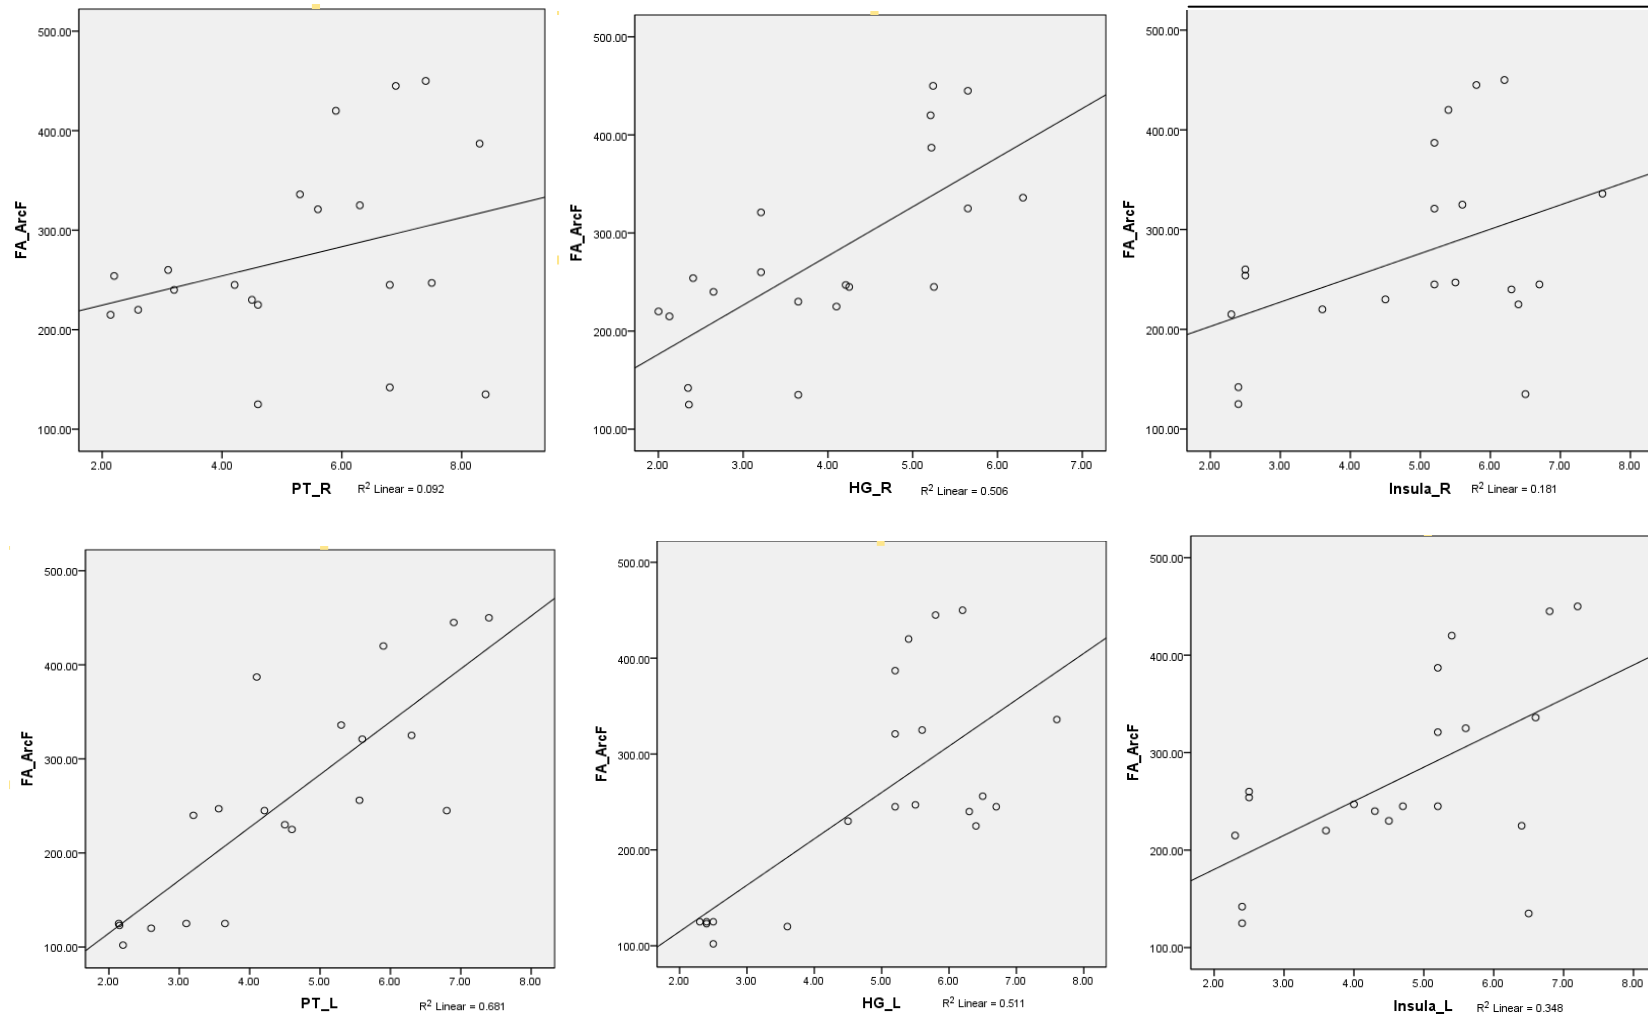 500.00
400.00
300.00
200.00
100.00
FA_ArcF
2.00 4.00 6.00 8.00
PT_R R² Linear = 0.092
500.00
400.00
300.00
200.00
100.00
FA_ArcF
2.00 3.00 4.00 5.00 6.00 7.00
HG_R R² Linear = 0.506
500.00
400.00
300.00
200.00
100.00
FA_ArcF
2.00 3.00 4.00 5.00 6.00 7.00 8.00
Insula_R R² Linear = 0.181
500.00
400.00
300.00
200.00
100.00
FA_ArcF
2.00 3.00 4.00 5.00 6.00 7.00 8.00
PT_L R² Linear = 0.681
500.00
400.00
300.00
200.00
100.00
FA_ArcF
2.00 3.00 4.00 5.00 6.00 7.00 8.00
HG_L R² Linear = 0.511
500.00
400.00
300.00
200.00
100.00
FA_ArcF
2.00 3.00 4.00 5.00 6.00 7.00 8.00
Insula_L R² Linear = 0.348